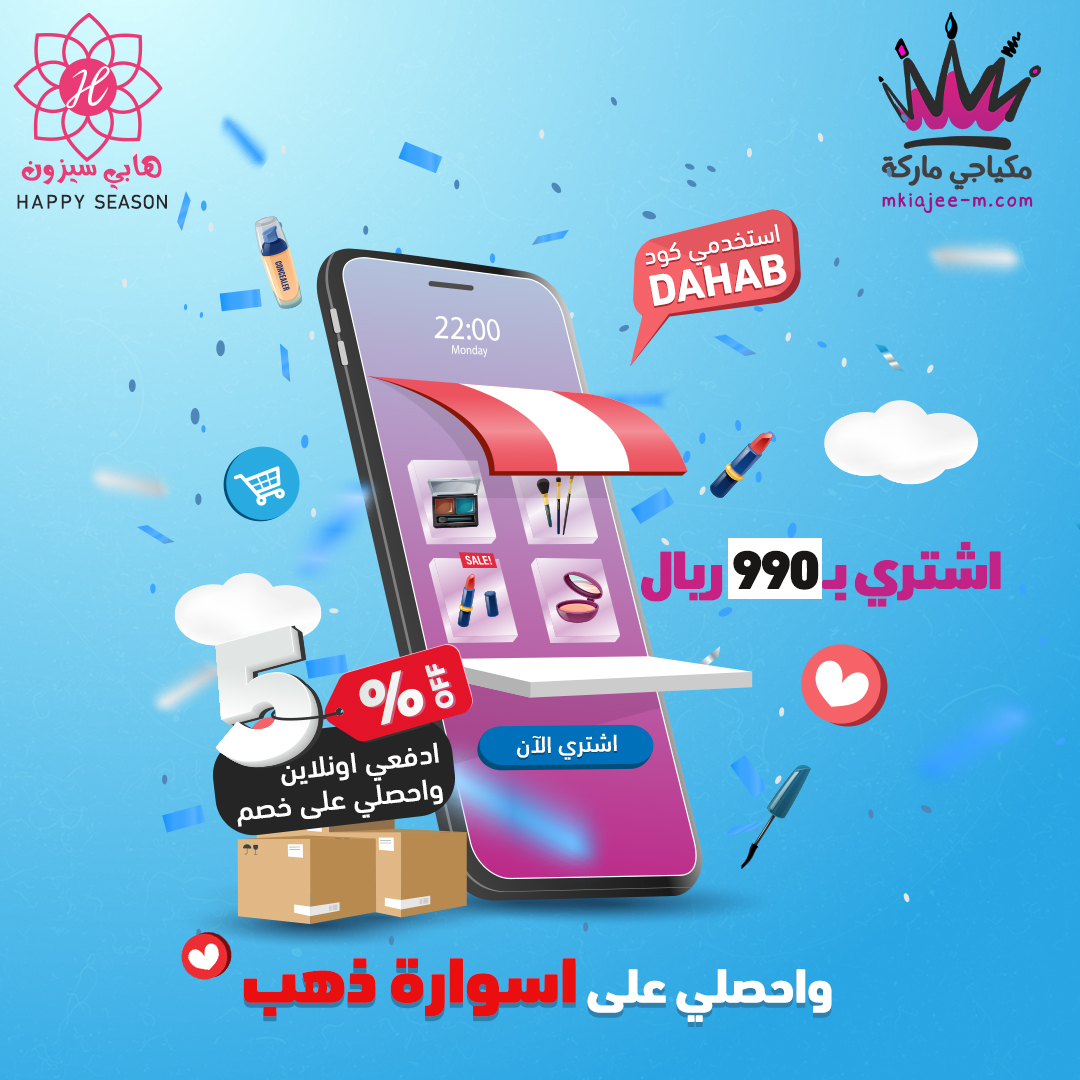 هابي سيزون
HAPPY SEASON
مكياجي ماركة
mkiajee-m.com
استخدمي كود
DAHAB
CONCEALER
22:00
Monday
SALE!
اشتري بـ 990 ريال
5% OFF
ادفعي اونلاين
واحصلي على خصم
اشتري الآن
واحصلي على اسوارة ذهب